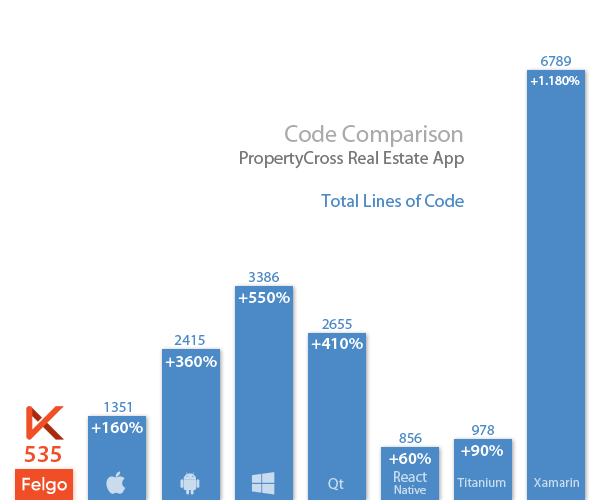 6789
+1.180%
Code Comparison
PropertyCross Real Estate App
Total Lines of Code
3386
+550%
2655
+410%
2415
+360%
1351
+160%
535
Felgo
856
+60%
React
Native
978
+90%
Qt
Titanium
Xamarin